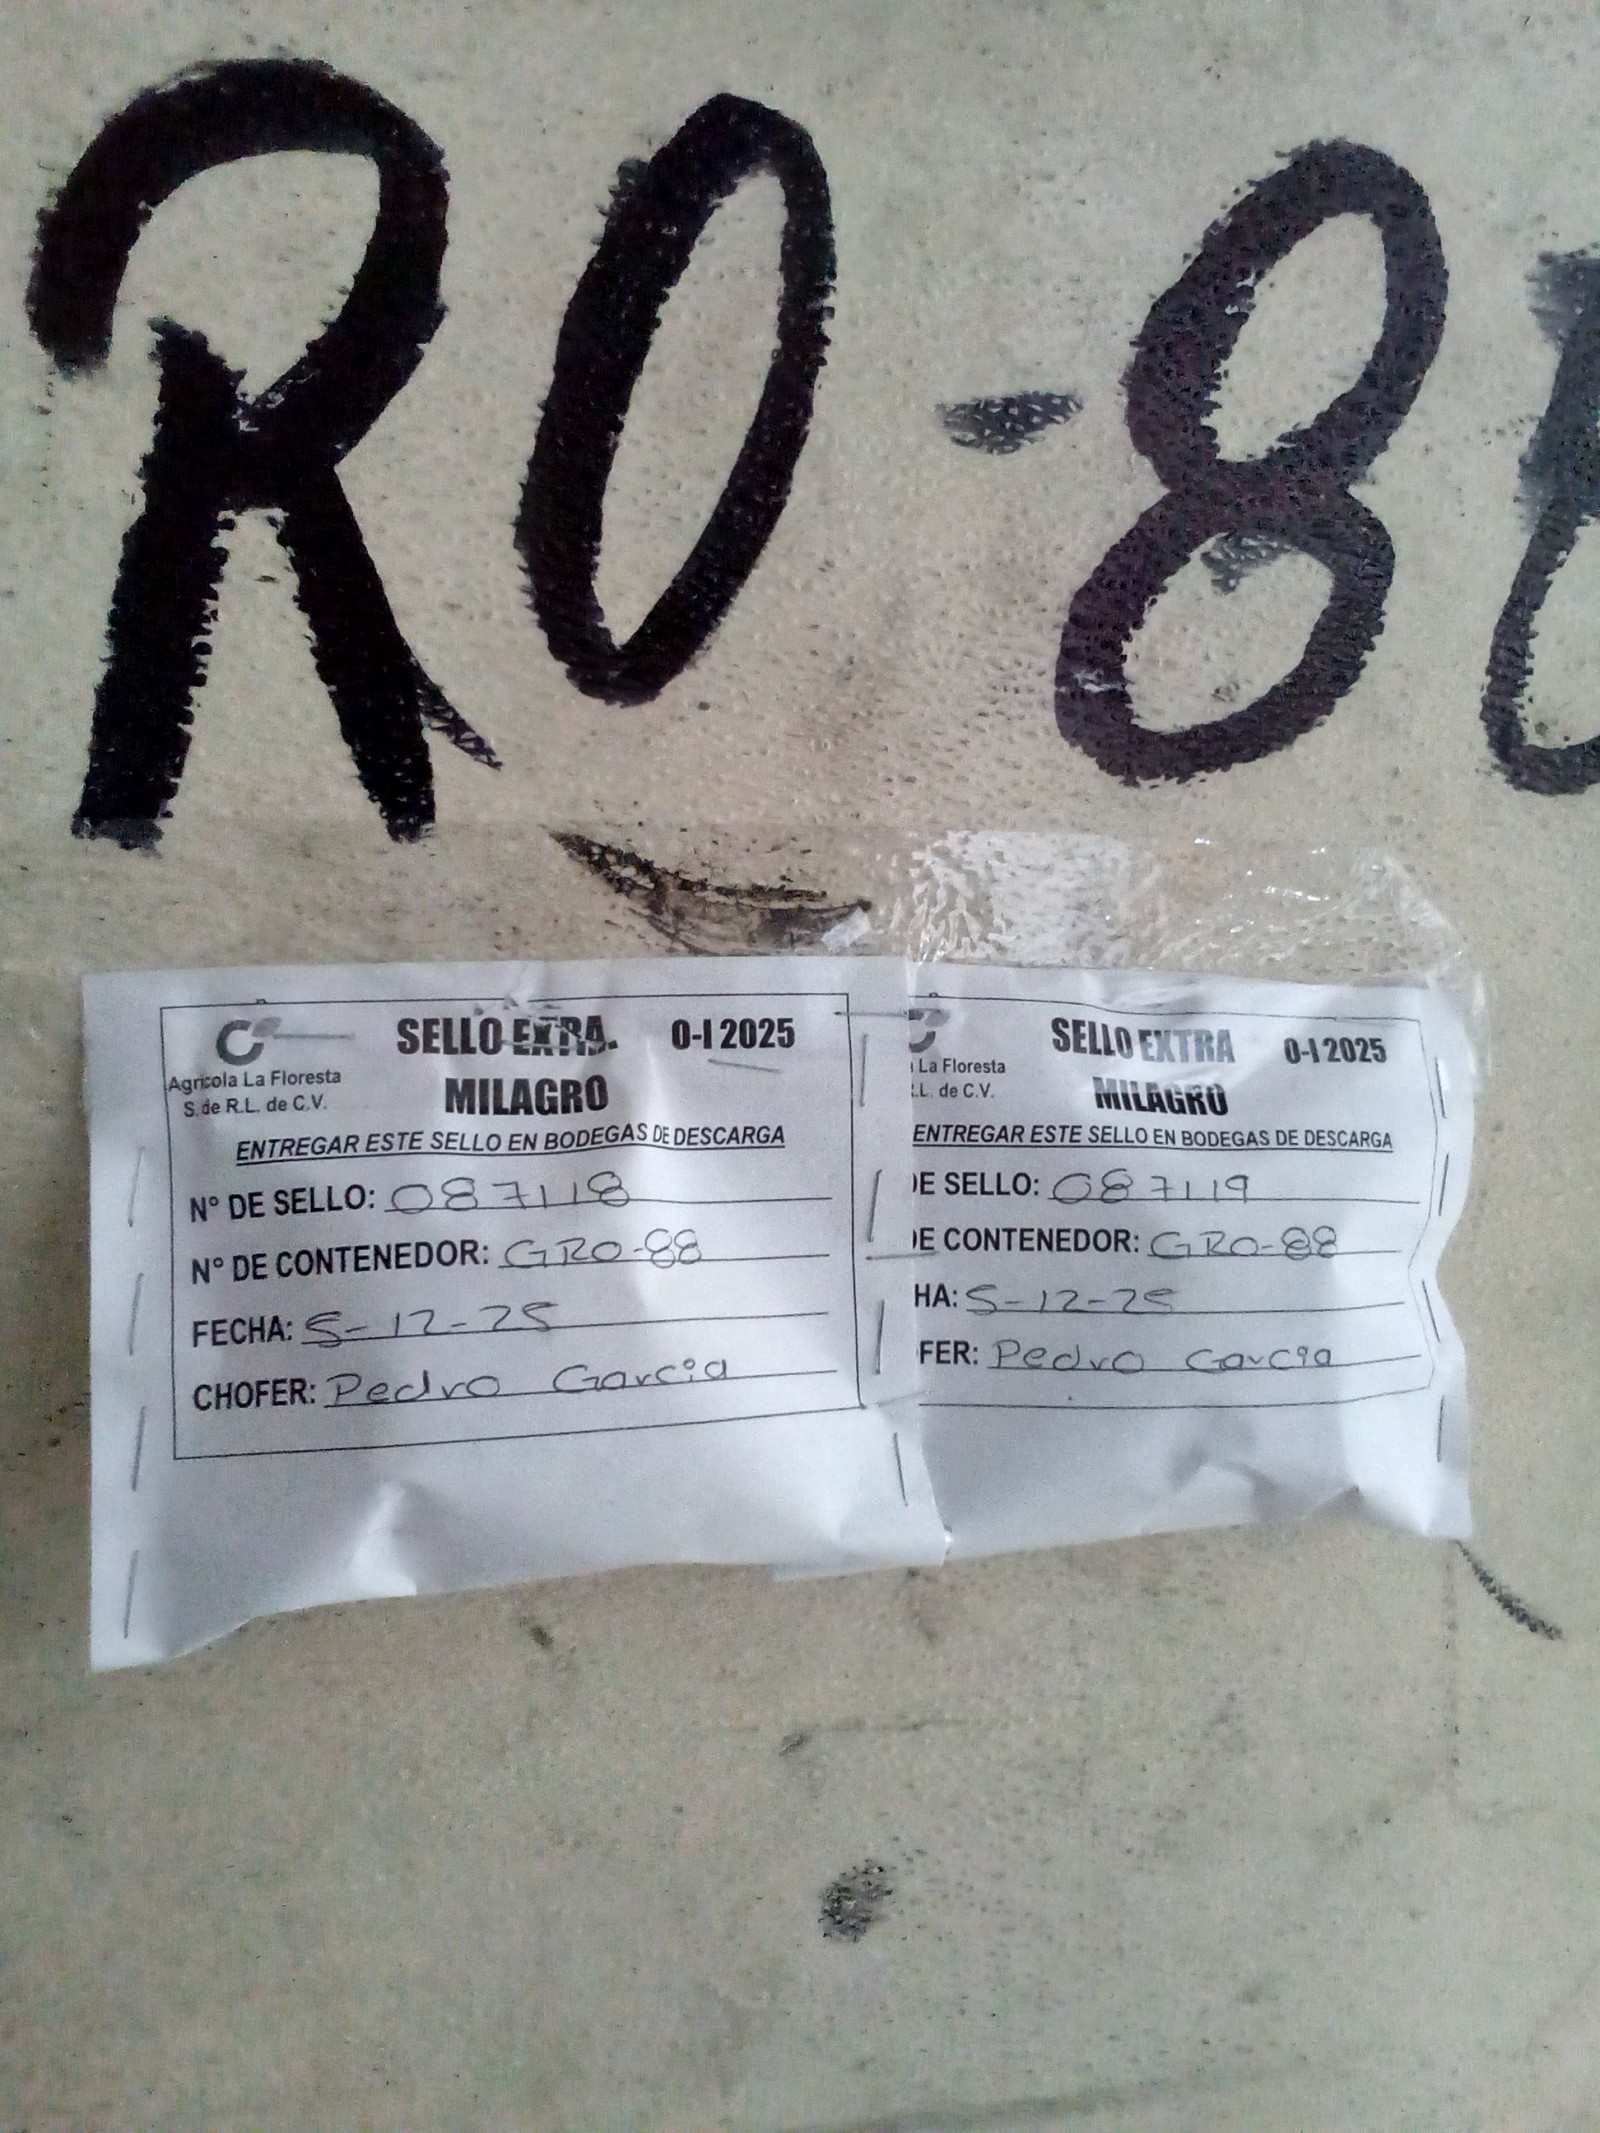 RO-8
SELLO EXTRA. O-I 2025
Agricola La Floresta
S. de R.L. de C.V.
MILAGRO
ENTREGAR ESTE SELLO EN BODEGAS DE DESCARGA
N° DE SELLO: 087118
N° DE CONTENEDOR: GRO-88
FECHA: 5-12-25
CHOFER: Pedro Garcia
SELLO EXTRA O-I 2025
La Floresta
.L. de C.V.
MILAGRO
ENTREGAR ESTE SELLO EN BODEGAS DE DESCARGA
DE SELLO: 087119
DE CONTENEDOR: GRO-88
HA: 5-12-25
FER: Pedro Garcia